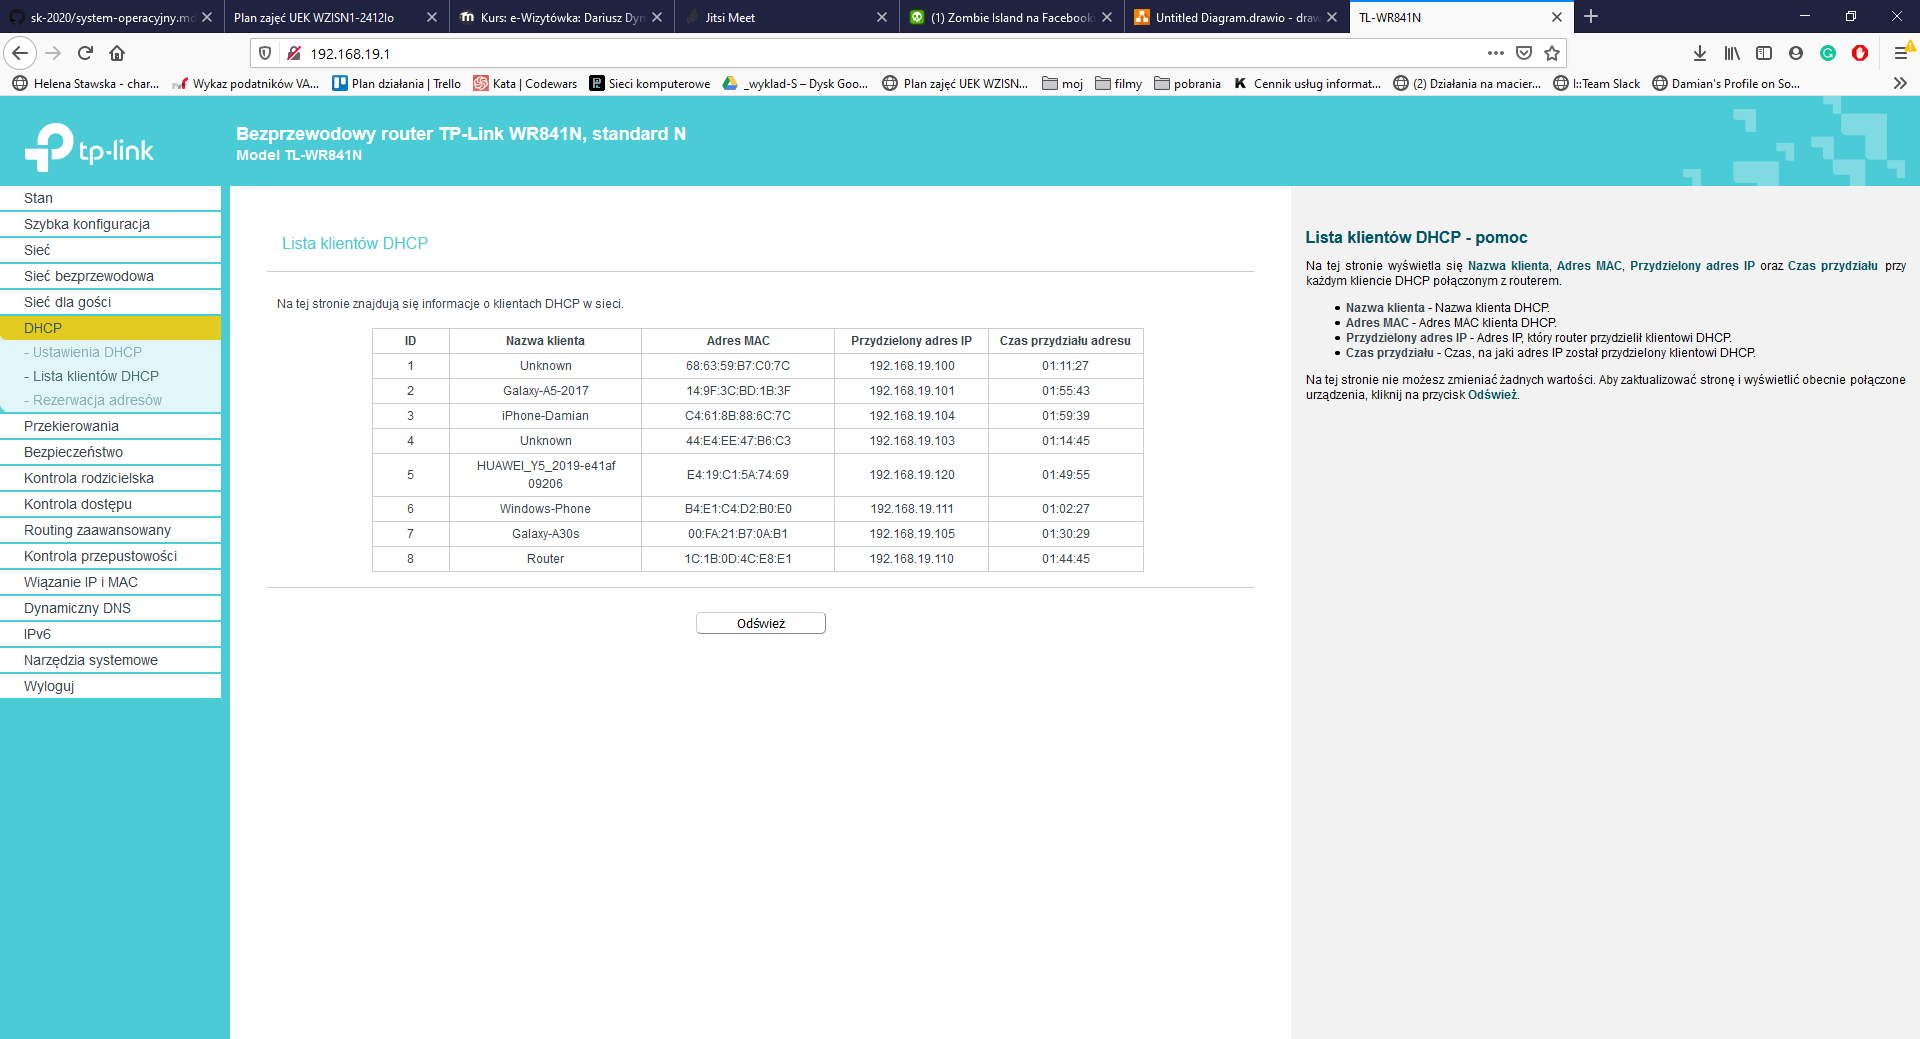 sk-2020/system-operacyjny.md
Plan zajęć UEK WZISN1-2412Io
Kurs: e-Wizytówka: Dariusz Dyn
Jitsi Meet
(1) Zombie Island na Facebook
Untitled Diagram.drawio - draw
TL-WR841N
192.168.19.1
Helena Stawska - char...
Wykaz podatników VA...
Plan działania | Trello
Kata | Codewars
Sieci komputerowe
_wyklad-S – Dysk Goo...
Plan zajęć UEK WZISN...
moj
filmy
pobrania
Cennik usług informat...
(2) Działania na macier...
I::Team Slack
Damian's Profile on So...
tp-link
Bezprzewodowy router TP-Link WR841N, standard N
Model TL-WR841N
Stan
Szybka konfiguracja
Sieć
Sieć bezprzewodowa
Sieć dla gości
DHCP
- Ustawienia DHCP
- Lista klientów DHCP
- Rezerwacja adresów
Przekierowania
Bezpieczeństwo
Kontrola rodzicielska
Kontrola dostępu
Routing zaawansowany
Kontrola przepustowości
Wiązanie IP i MAC
Dynamiczny DNS
IPv6
Narzędzia systemowe
Wyloguj
Lista klientów DHCP
Na tej stronie znajdują się informacje o klientach DHCP w sieci.
ID Nazwa klienta Adres MAC Przydzielony adres IP Czas przydziału adresu
1 Unknown 68:63:59:B7:C0:7C 192.168.19.100 01:11:27
2 Galaxy-A5-2017 14:9F:3C:BD:1B:3F 192.168.19.101 01:55:43
3 iPhone-Damian C4:61:8B:88:6C:7C 192.168.19.104 01:59:39
4 Unknown 44:E4:EE:47:B6:C3 192.168.19.103 01:14:45
5 HUAWEI_Y5_2019-e41af
09206 E4:19:C1:5A:74:69 192.168.19.120 01:49:55
6 Windows-Phone B4:E1:C4:D2:B0:E0 192.168.19.111 01:02:27
7 Galaxy-A30s 00:FA:21:B7:0A:B1 192.168.19.105 01:30:29
8 Router 1C:1B:0D:4C:E8:E1 192.168.19.110 01:44:45
Odśwież
Lista klientów DHCP - pomoc
Na tej stronie wyświetla się Nazwa klienta, Adres MAC, Przydzielony adres IP oraz Czas przydziału przy
każdym kliencie DHCP połączonym z routerem.
• Nazwa klienta - Nazwa klienta DHCP.
• Adres MAC - Adres MAC klienta DHCP.
• Przydzielony adres IP - Adres IP, który router przydzielił klientowi DHCP.
• Czas przydziału - Czas, na jaki adres IP został przydzielony klientowi DHCP.
Na tej stronie nie możesz zmieniać żadnych wartości. Aby zaktualizować stronę i wyświetlić obecnie połączone
urządzenia, kliknij na przycisk Odśwież.